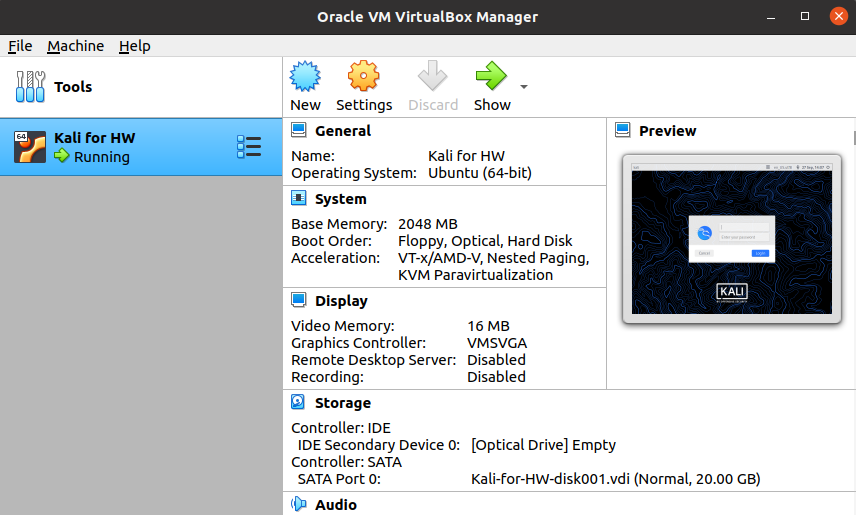 Oracle VM VirtualBox Manager
File Machine Help
Tools
New Settings Discard Show
64
Kali for HW
Running
General
Name: Kali for HW
Operating System: Ubuntu (64-bit)
System
Base Memory: 2048 MB
Boot Order: Floppy, Optical, Hard Disk
Acceleration: VT-x/AMD-V, Nested Paging,
KVM Paravirtualization
Display
Video Memory: 16 MB
Graphics Controller: VMSVGA
Remote Desktop Server: Disabled
Recording: Disabled
Preview
Enter your password
Cancel
KALI
Storage
Controller: IDE
IDE Secondary Device 0: [Optical Drive] Empty
Controller: SATA
SATA Port 0: Kali-for-HW-disk001.vdi (Normal, 20.00 GB)
Audio